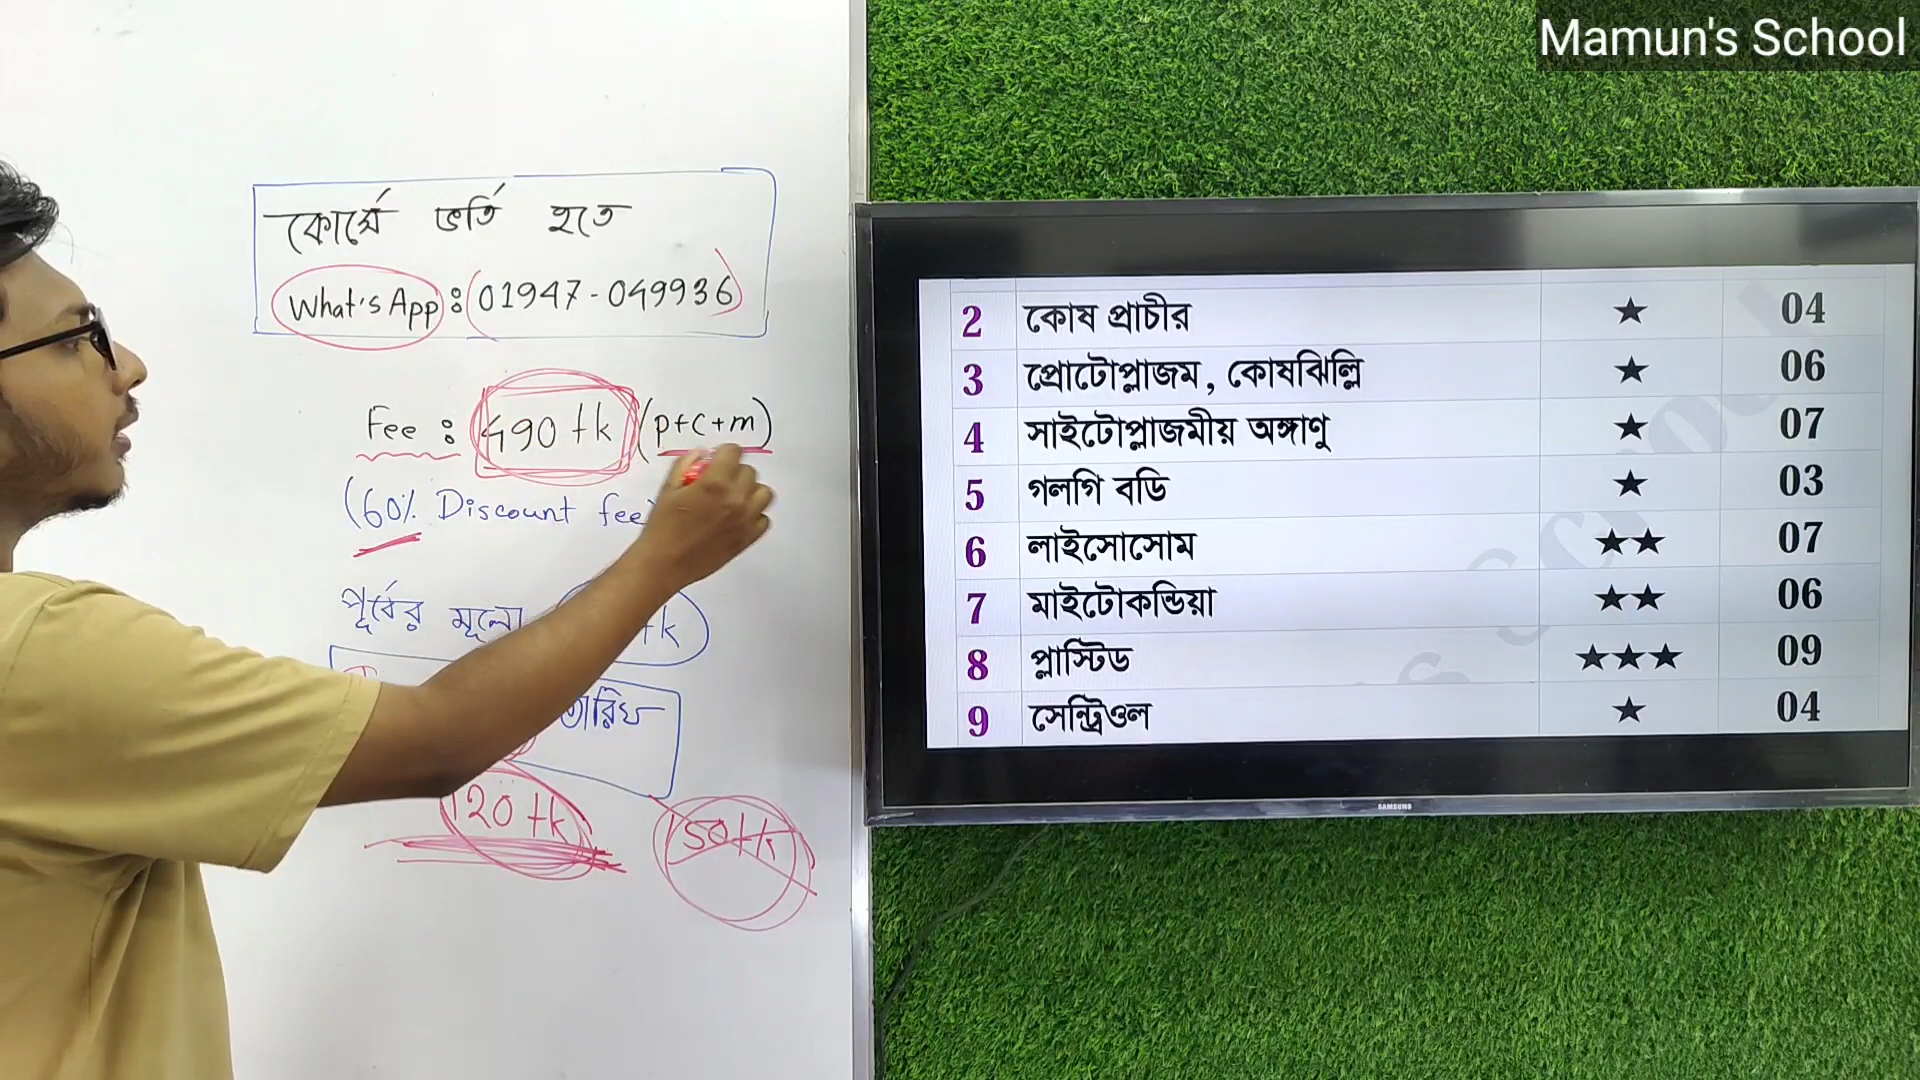 Mamun's School
কোর্সে ভর্তি হতে
What's App : (01947-049936)
Fee : 490 tk (p+c+m)
(60% Discount fee)
পূর্বের মূল্যে tk
তারিখ
120 tk
150 tk
2 কোষ প্রাচীর ★ 04
3 প্রোটোপ্লাজম, কোষঝিল্লি ★ 06
4 সাইটোপ্লাজমীয় অঙ্গাণু ★ 07
5 গলগি বডি ★ 03
6 লাইসোসোম ★★ 07
7 মাইটোকন্ডিয়া ★★ 06
8 প্লাস্টিড ★★★ 09
9 সেন্ট্রিওল ★ 04
SAMSUNG